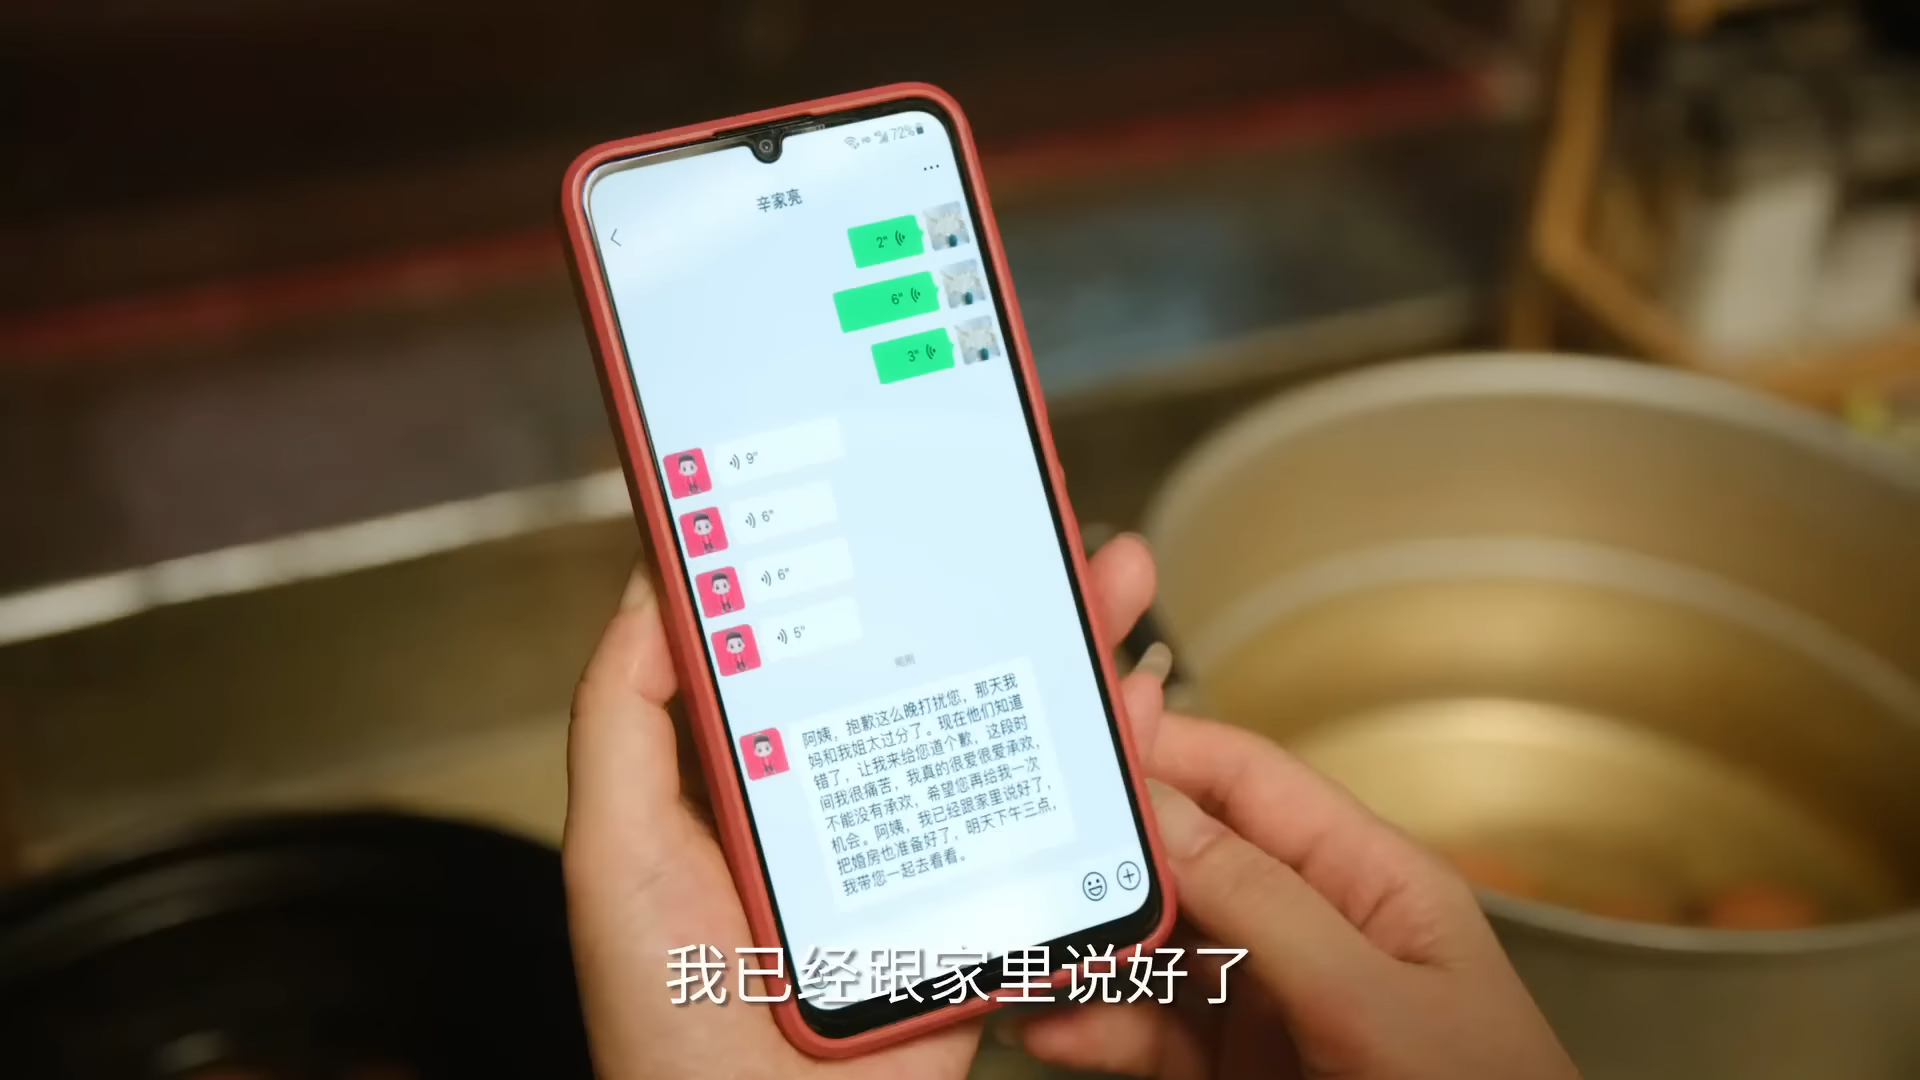 72%
辛家亮
2"
6"
3"
9"
6"
6"
5"
阿姨，抱歉这么晚打扰您，那天我
妈和我姐太过分了。现在他们知道
错了，让我来给您道个歉，这段时
间我很痛苦，我真的很爱很爱承欢，
不能没有承欢，希望您再给我一次
机会。阿姨，我已经跟家里说好了，
把婚房也准备好了，明天下午三点，
我带您一起去看看。
我已经跟家里说好了